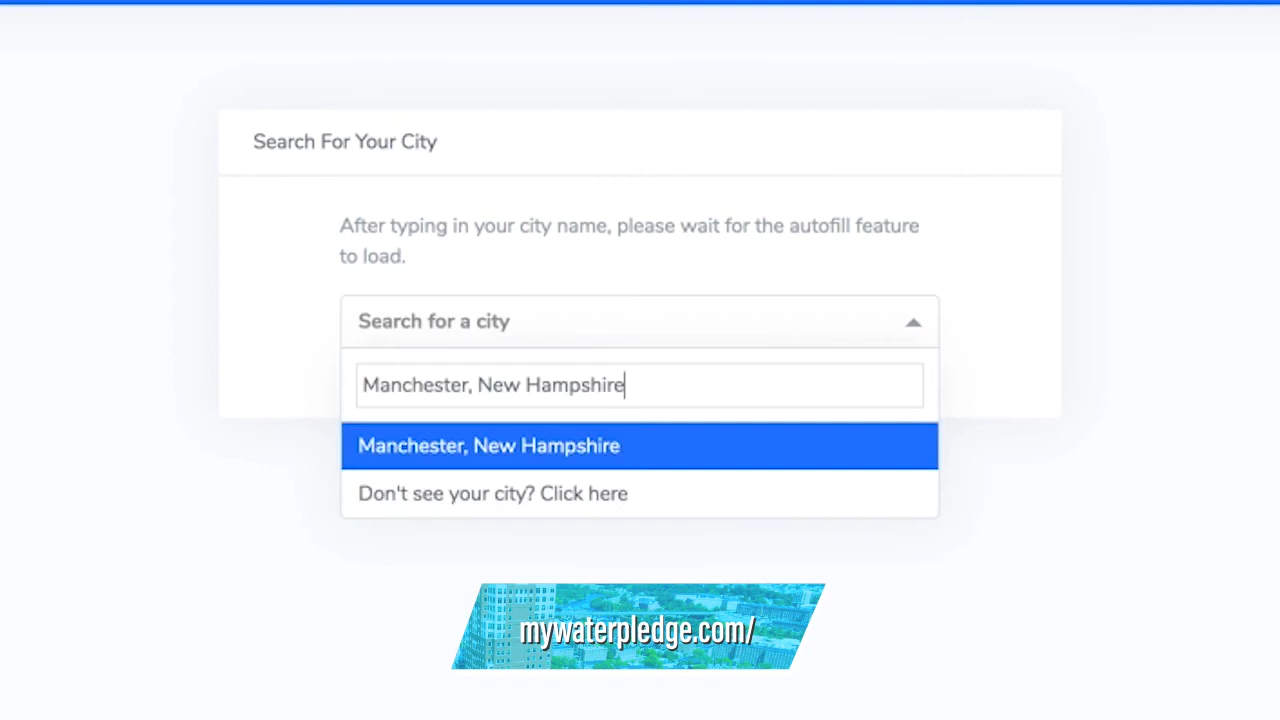 Search For Your City
After typing in your city name, please wait for the autofill feature
to load.
Search for a city
Manchester, New Hampshire
Manchester, New Hampshire
Don't see your city? Click here
mywaterpledge.com/